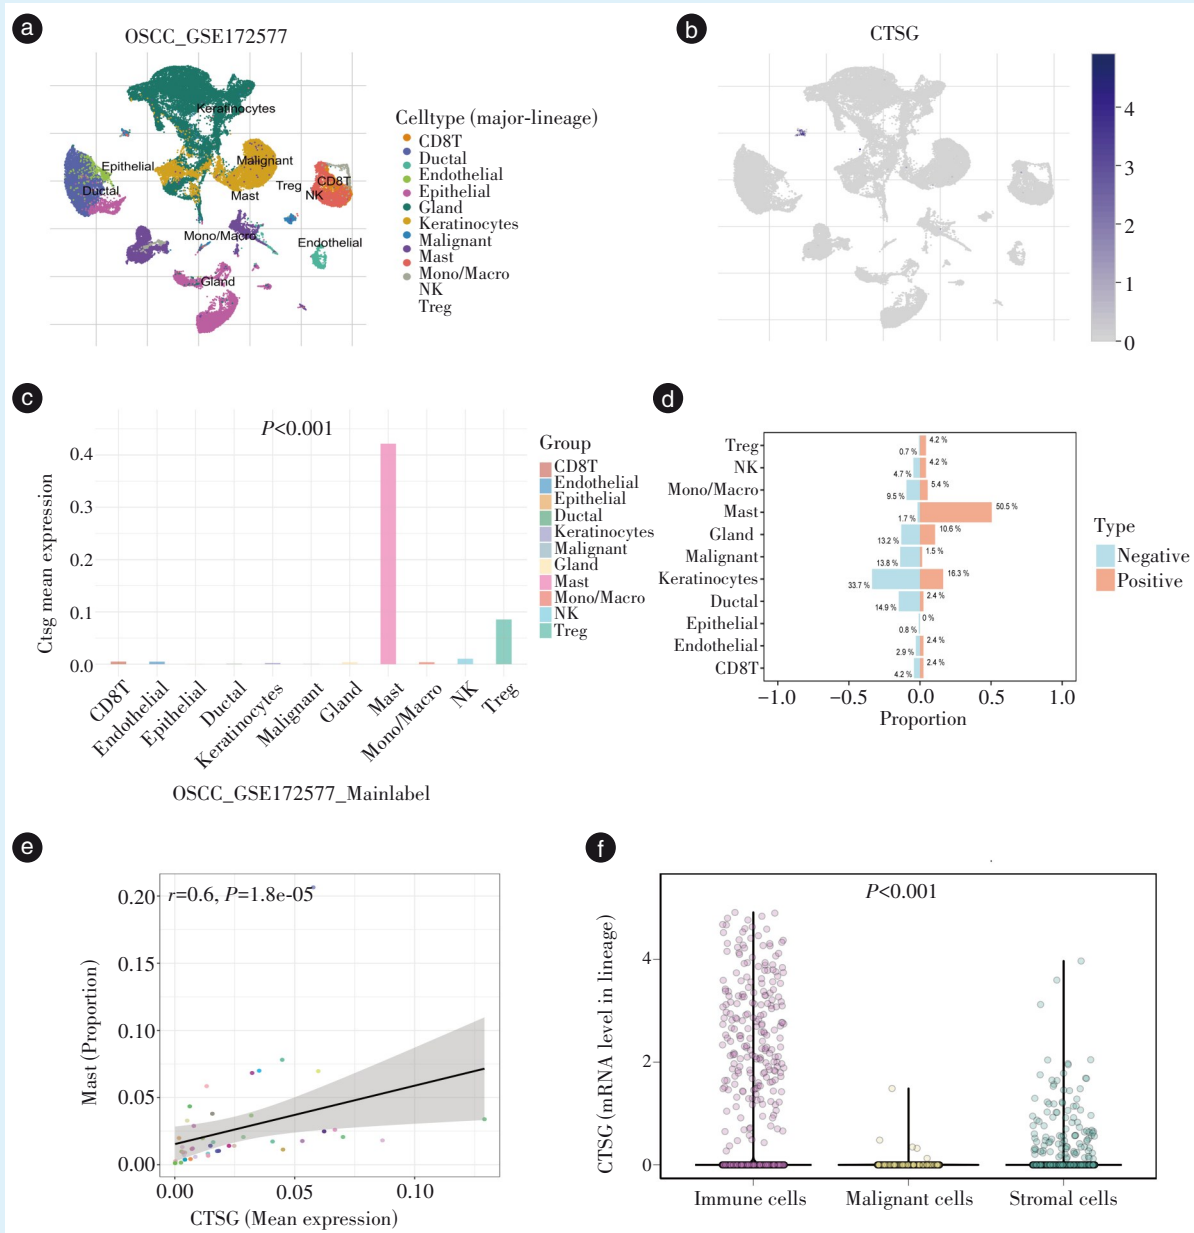 a
OSCC_GSE172577
Keratinocytes
Malignant
Epithelial
Ductal
Treg
CD8T
NK
Mast
Mono/Macro
Endothelial
Gland
Celltype (major-lineage)
CD8T
Ductal
Endothelial
Epithelial
Gland
Keratinocytes
Malignant
Mast
Mono/Macro
NK
Treg
b
CTSG
4
3
2
1
0
c
P<0.001
Ctsg mean expression
0.4
0.3
0.2
0.1
0.0
CD8T
Endothelial
Epithelial
Ductal
Keratinocytes
Malignant
Gland
Mast
Mono/Macro
NK
Treg
OSCC_GSE172577_Mainlabel
Group
CD8T
Endothelial
Epithelial
Ductal
Keratinocytes
Malignant
Gland
Mast
Mono/Macro
NK
Treg
d
Treg 0.7 % 4.2 %
NK 4.7 % 4.2 %
Mono/Macro 9.5 % 5.4 %
Mast 1.7 % 50.5 %
Gland 13.2 % 10.6 %
Malignant 13.8 % 1.5 %
Keratinocytes 33.7 % 16.3 %
Ductal 14.9 % 2.4 %
Epithelial 0.8 % 0 %
Endothelial 2.9 % 2.4 %
CD8T 4.2 % 2.4 %
−1.0 −0.5 0.0 0.5 1.0
Proportion
Type
Negative
Positive
e
r=0.6, P=1.8e-05
Mast (Proportion)
0.20
0.15
0.10
0.05
0.00
0.00 0.05 0.10
CTSG (Mean expression)
f
P<0.001
CTSG (mRNA level in lineage)
4
2
0
Immune cells Malignant cells Stromal cells